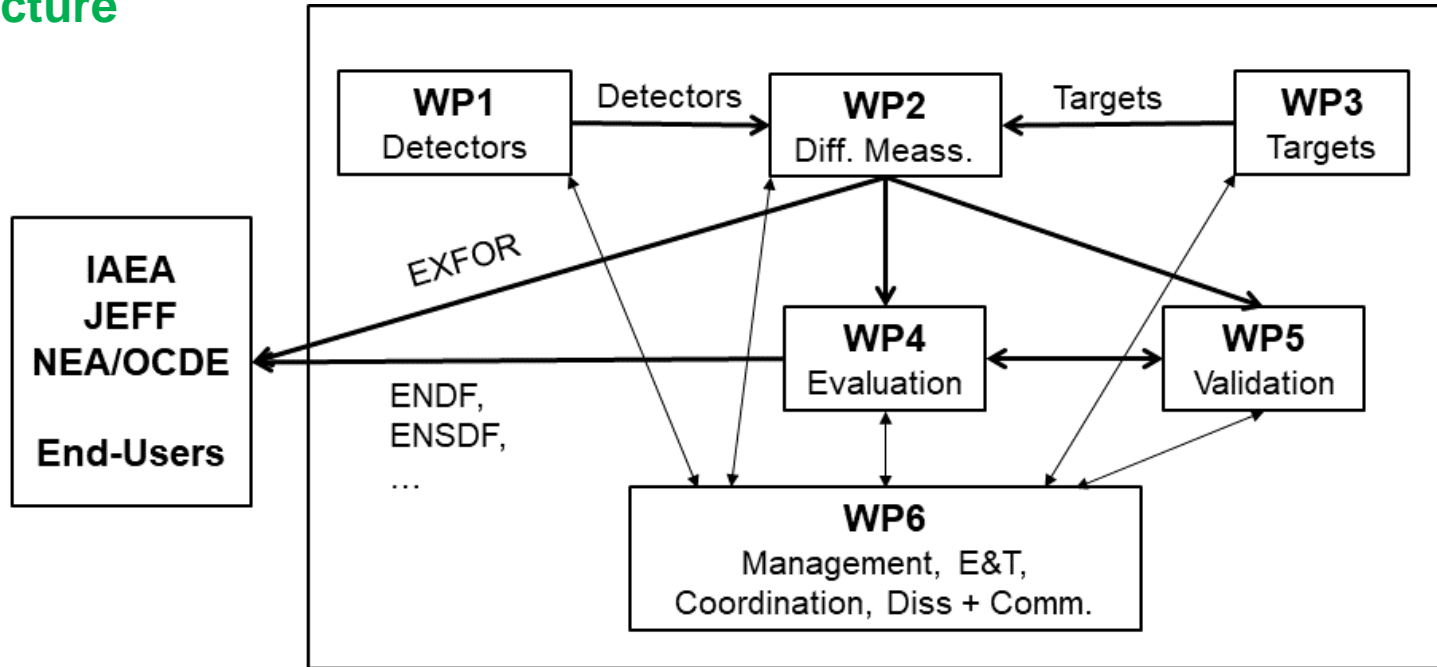 cture
WP1
Detectors
Detectors
WP2
Diff. Meass.
Targets
WP3
Targets
IAEA
JEFF
NEA/OCDE
End-Users
EXFOR
ENDF,
ENSDF,
…
WP4
Evaluation
WP5
Validation
WP6
Management, E&T,
Coordination, Diss + Comm.